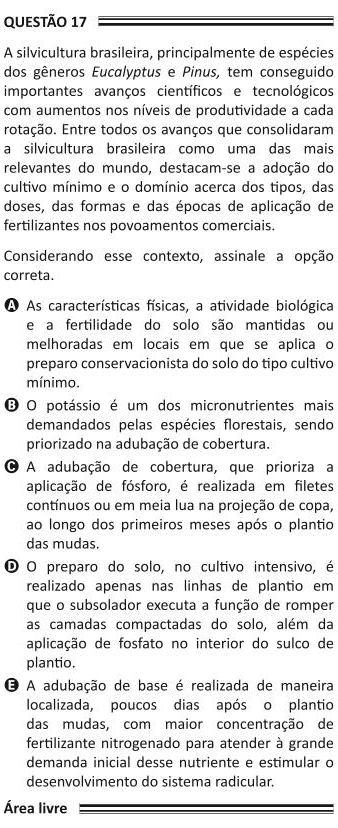 QUESTÃO 17
A silvicultura brasileira, principalmente de espécies
dos gêneros Eucalyptus e Pinus, tem conseguido
importantes avanços científicos e tecnológicos
com aumentos nos níveis de produtividade a cada
rotação. Entre todos os avanços que consolidaram
a silvicultura brasileira como uma das mais
relevantes do mundo, destacam-se a adoção do
cultivo mínimo e o domínio acerca dos tipos, das
doses, das formas e das épocas de aplicação de
fertilizantes nos povoamentos comerciais.
Considerando esse contexto, assinale a opção
correta.
A As características físicas, a atividade biológica
e a fertilidade do solo são mantidas ou
melhoradas em locais em que se aplica o
preparo conservacionista do solo do tipo cultivo
mínimo.
B O potássio é um dos micronutrientes mais
demandados pelas espécies florestais, sendo
priorizado na adubação de cobertura.
C A adubação de cobertura, que prioriza a
aplicação de fósforo, é realizada em filetes
contínuos ou em meia lua na projeção de copa,
ao longo dos primeiros meses após o plantio
das mudas.
D O preparo do solo, no cultivo intensivo, é
realizado apenas nas linhas de plantio em
que o subsolador executa a função de romper
as camadas compactadas do solo, além da
aplicação de fosfato no interior do sulco de
plantio.
E A adubação de base é realizada de maneira
localizada, poucos dias após o plantio
das mudas, com maior concentração de
fertilizante nitrogenado para atender à grande
demanda inicial desse nutriente e estimular o
desenvolvimento do sistema radicular.
Área livre